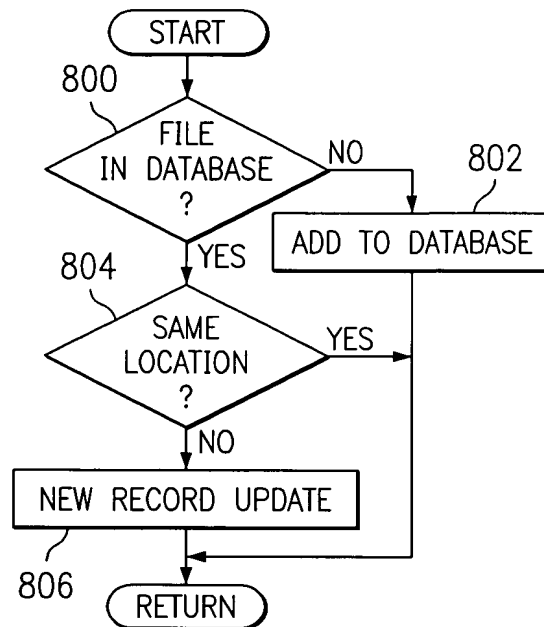 START
800
FILE
IN DATABASE
?
NO
802
ADD TO DATABASE
YES
804
SAME
LOCATION
?
YES
NO
NEW RECORD UPDATE
806
RETURN